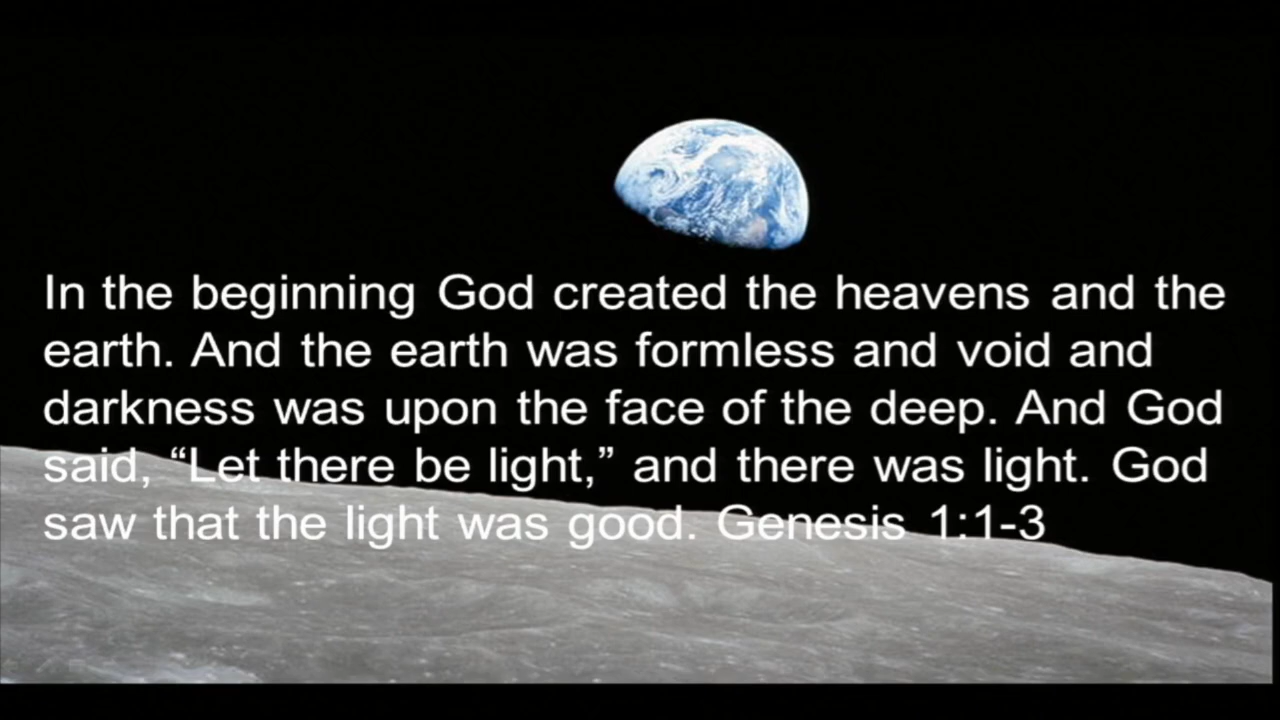 In the beginning God created the heavens and the
earth. And the earth was formless and void and
darkness was upon the face of the deep. And God
said, “Let there be light,” and there was light. God
saw that the light was good. Genesis 1:1-3